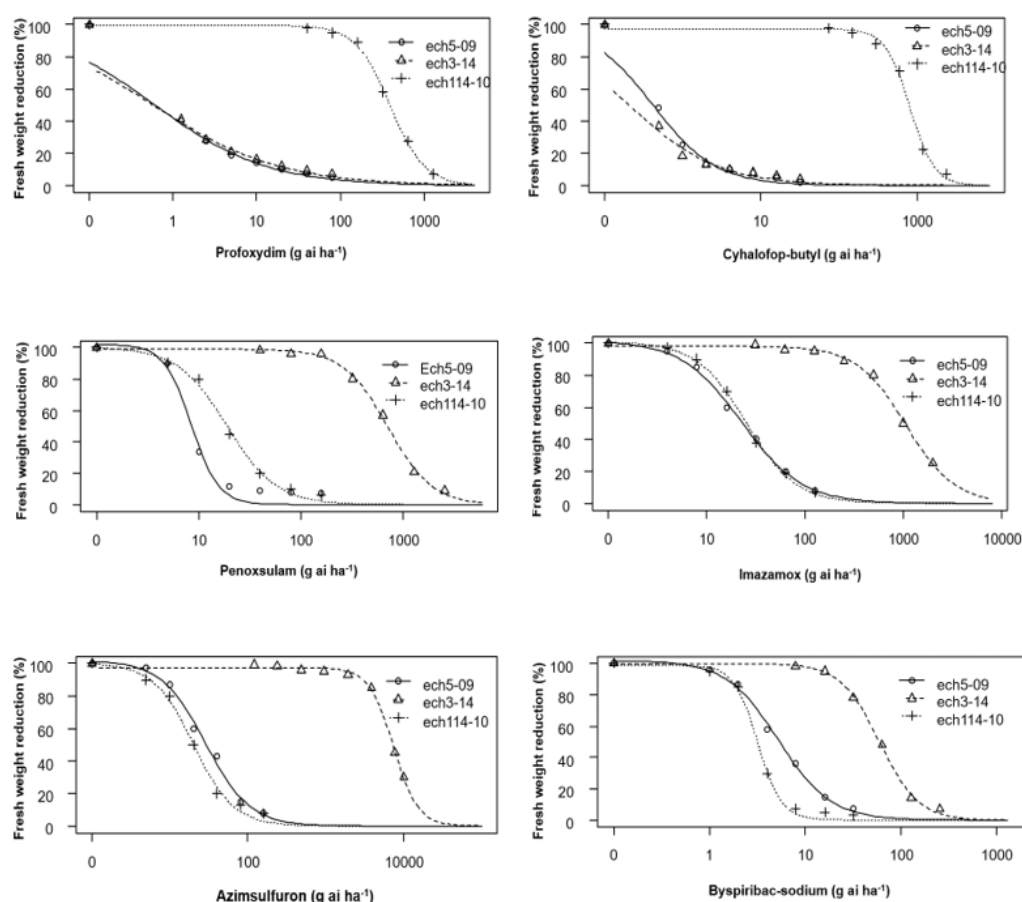 Fresh weight reduction (%)
100
80
60
40
20
0
ech5-09
ech3-14
ech114-10
0 1 10 100 1000
Profoxydim (g ai ha⁻¹)
Fresh weight reduction (%)
100
80
60
40
20
0
ech5-09
ech3-14
ech114-10
0 10 1000
Cyhalofop-butyl (g ai ha⁻¹)
Fresh weight reduction (%)
100
80
60
40
20
0
Ech5-09
ech3-14
ech114-10
0 10 100 1000
Penoxsulam (g ai ha⁻¹)
Fresh weight reduction (%)
100
80
60
40
20
0
Ech5-09
ech3-14
ech114-10
0 10 100 1000 10000
Imazamox (g ai ha⁻¹)
Fresh weight reduction (%)
100
80
60
40
20
0
ech5-09
ech3-14
ech114-10
0 100 10000
Azimsulfuron (g ai ha⁻¹)
Fresh weight reduction (%)
100
80
60
40
20
0
ech5-09
ech3-14
ech114-10
0 1 10 100 1000
Byspiribac-sodium (g ai ha⁻¹)